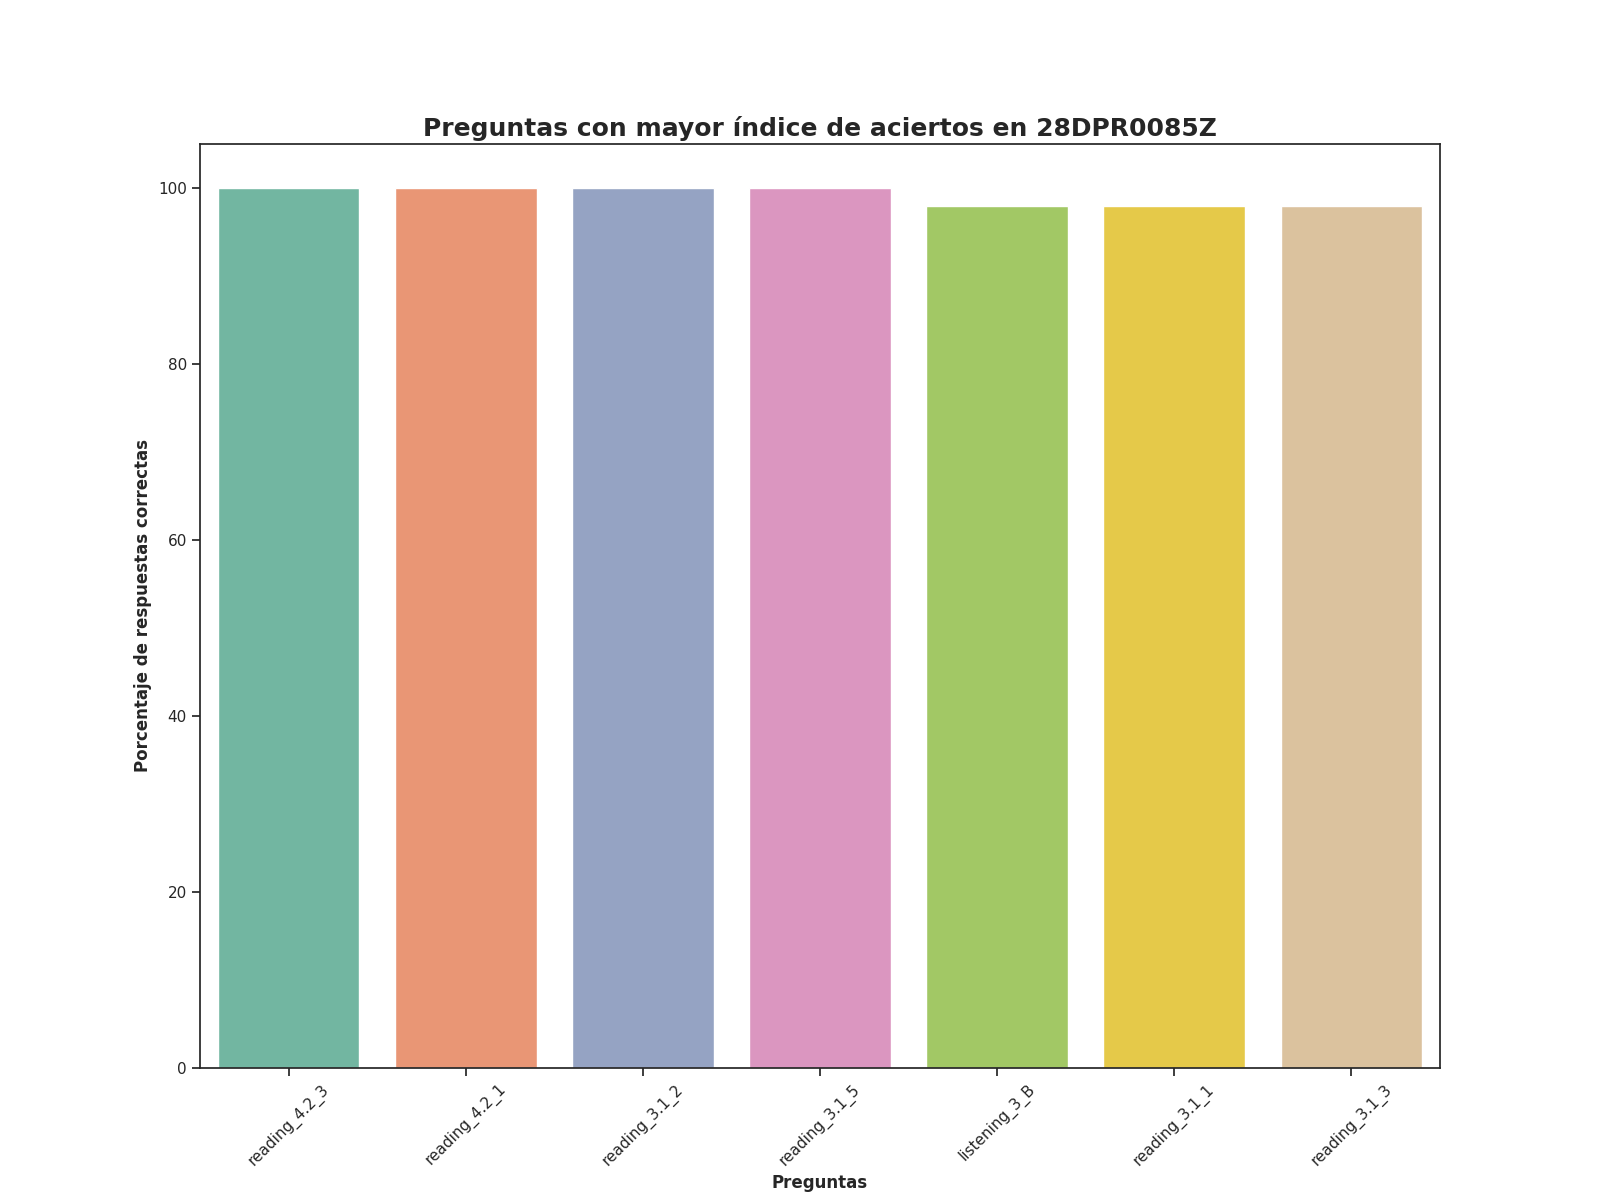 Preguntas con mayor índice de aciertos en 28DPR0085Z
Porcentaje de respuestas correctas
100
80
60
40
20
0
reading_4.2_3
reading_4.2_1
reading_3.1_2
reading_3.1_5
listening_3_B
reading_3.1_1
reading_3.1_3
Preguntas